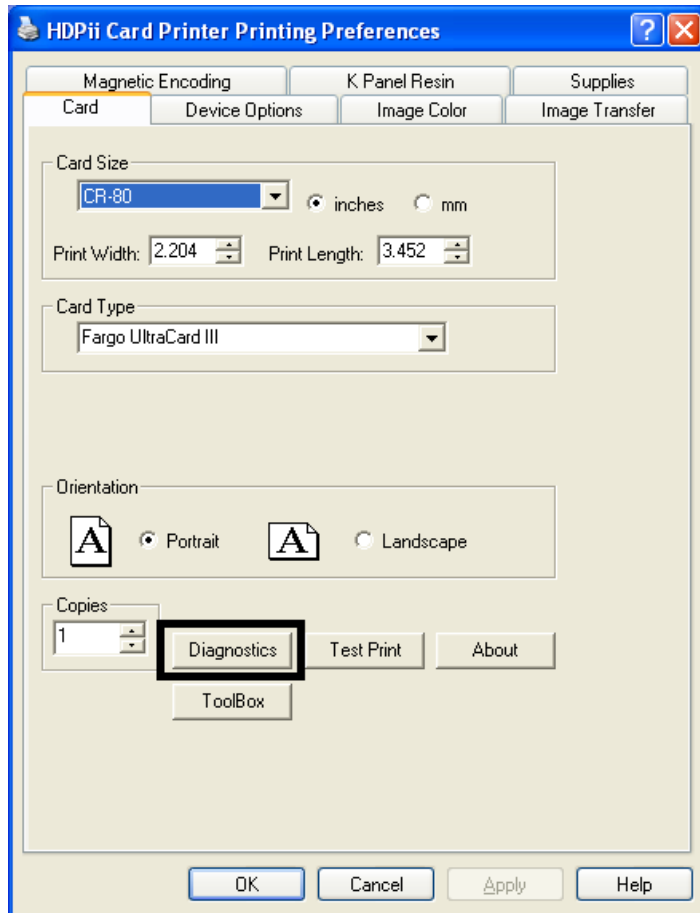 HDPii Card Printer Printing Preferences
Magnetic Encoding K Panel Resin Supplies
Card Device Options Image Color Image Transfer
Card Size
CR-80 inches mm
Print Width: 2.204 Print Length: 3.452
Card Type
Fargo UltraCard III
Orientation
A Portrait A Landscape
Copies
1 Diagnostics Test Print About
ToolBox
OK Cancel Apply Help